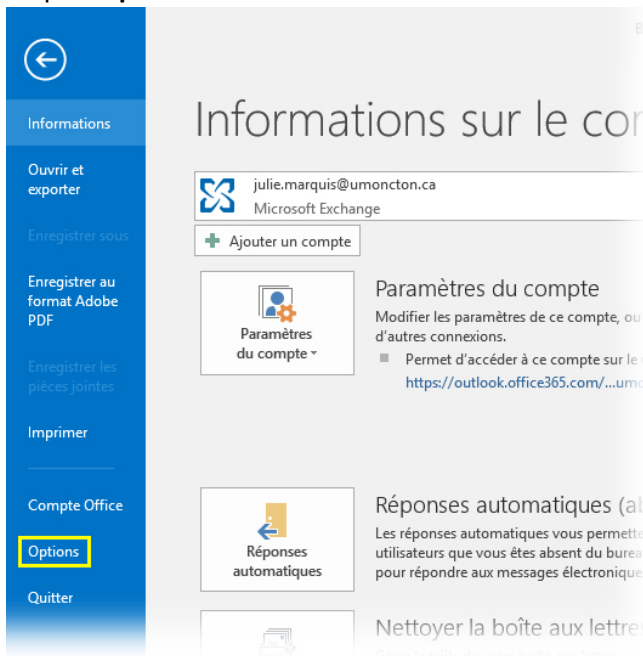 Informations
Ouvrir et
exporter
Enregistrer sous
Enregistrer au
format Adobe
PDF
Enregistrer les
pièces jointes
Imprimer
Compte Office
Options
Quitter
Informations sur le co
julie.marquis@umoncton.ca
Microsoft Exchange
Ajouter un compte
Paramètres
du compte
Paramètres du compte
Modifier les paramètres de ce compte, ou
d'autres connexions.
Permet d'accéder à ce compte sur le
https://outlook.office365.com/...umo
Réponses
automatiques
Réponses automatiques (a
Les réponses automatiques vous permette
utilisateurs que vous êtes absent du burea
pour répondre aux messages électronique
Nettoyer la boîte aux lettre